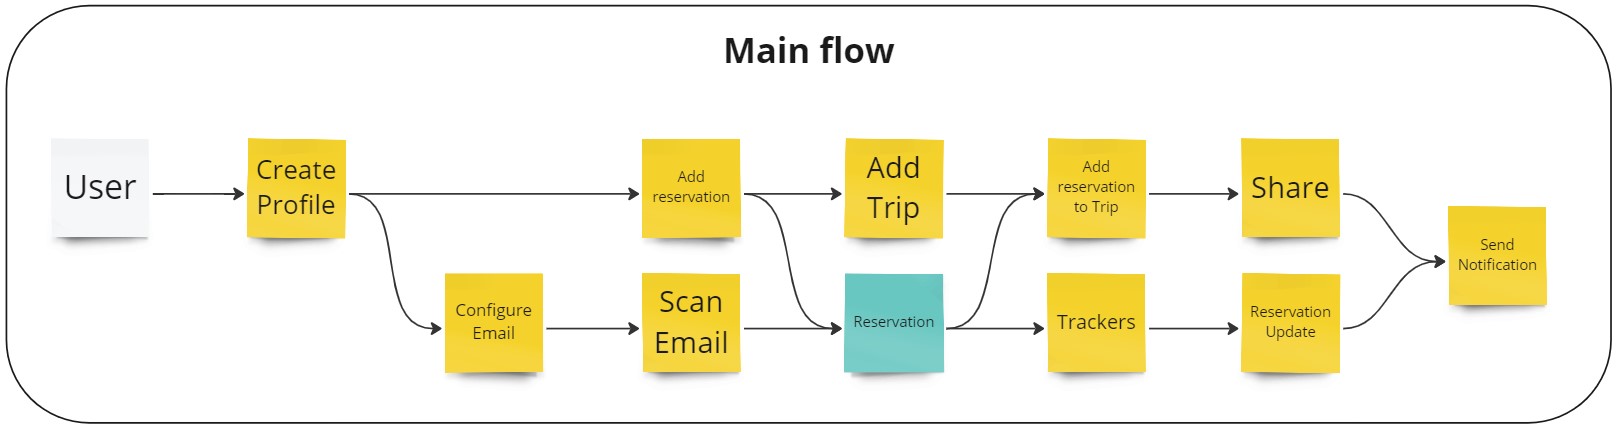 Main flow
User
Create
Profile
Add
reservation
Add
Trip
Add
reservation
to Trip
Share
Send
Notification
Configure
Email
Scan
Email
Reservation
Trackers
Reservation
Update